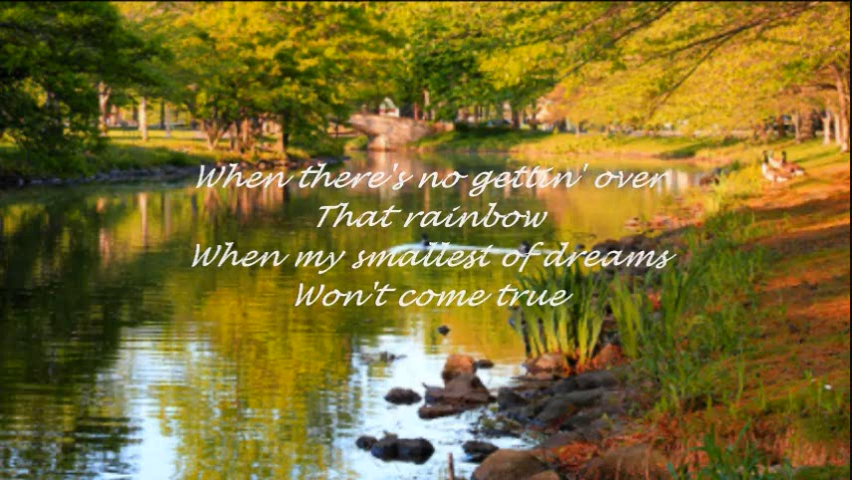 When there's no gettin' over
That rainbow
When my smallest of dreams
Won't come true